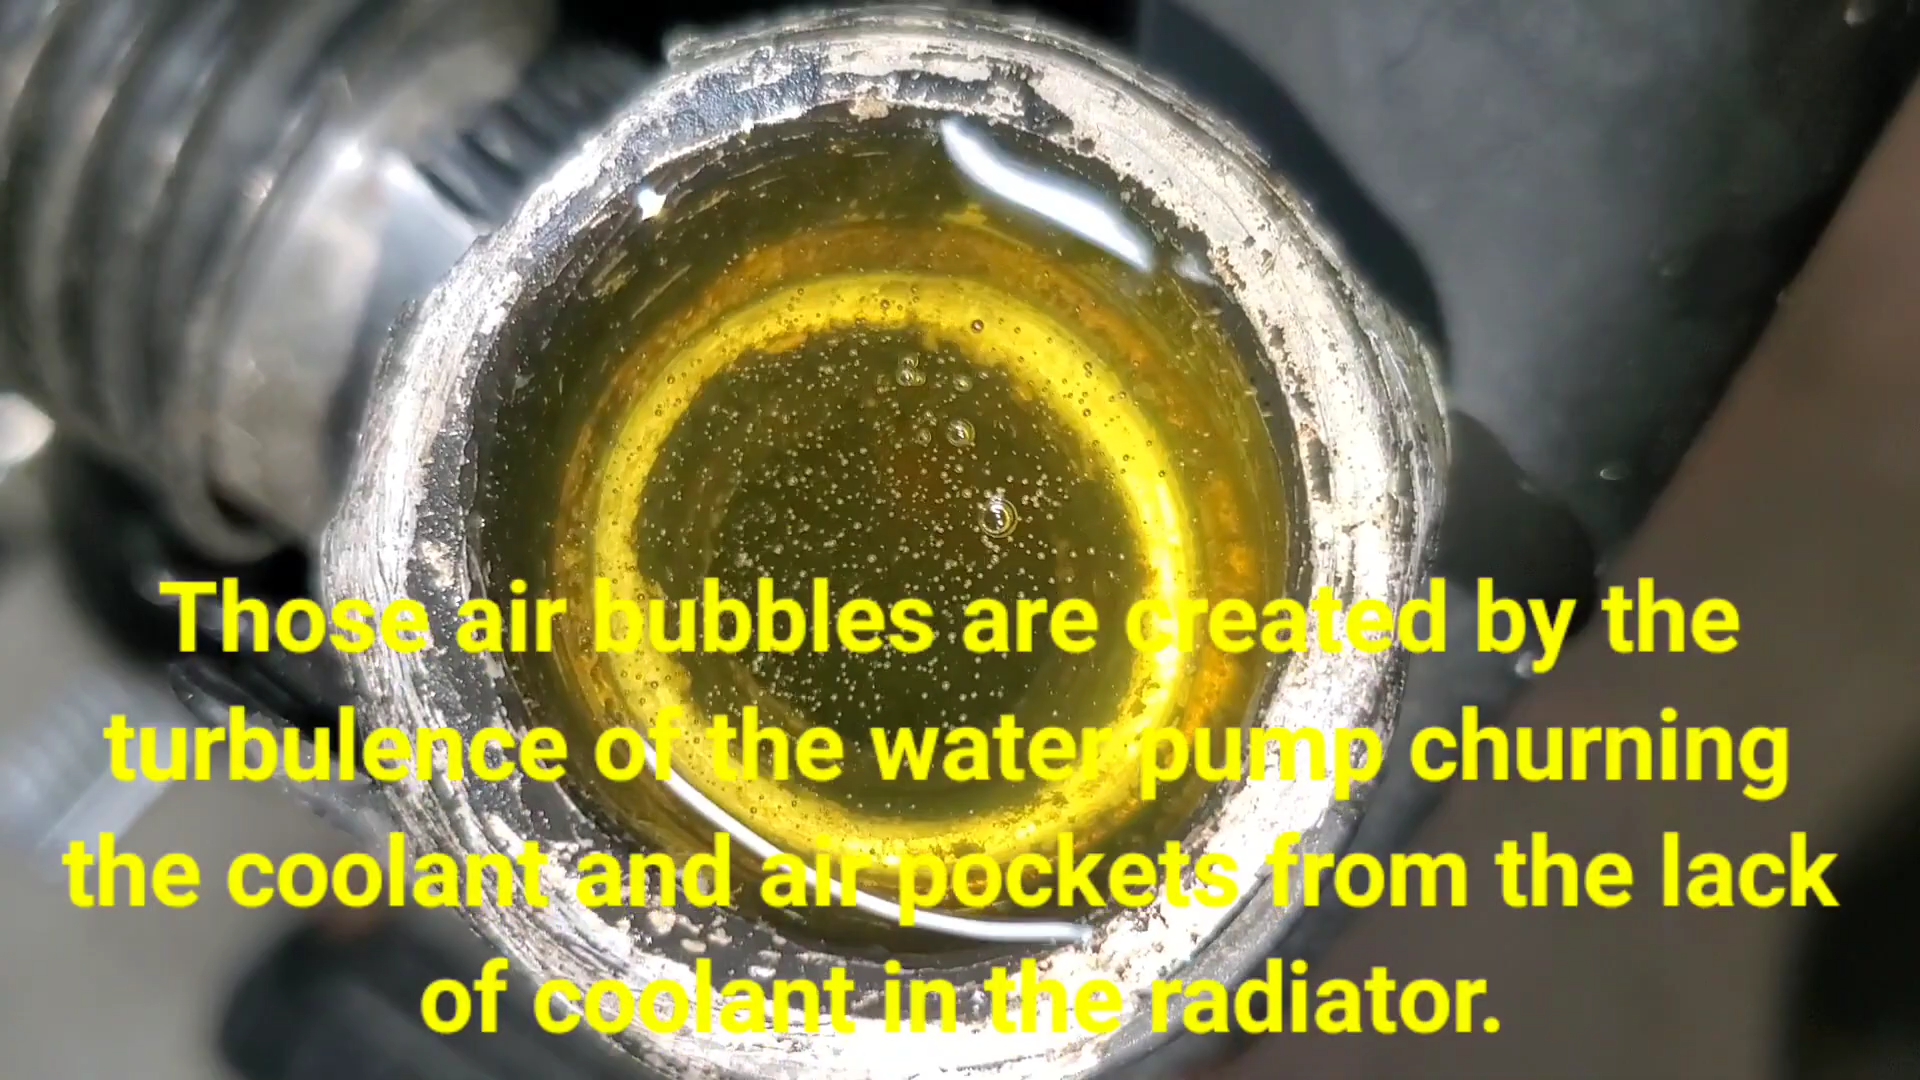 Those air bubbles are created by the
turbulence of the water pump churning
the coolant and air pockets from the lack
of coolant in the radiator.